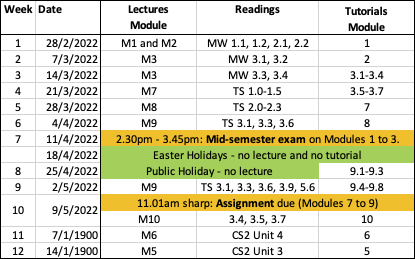 Week Date Lectures Module Readings Tutorials Module
1 28/2/2022 M1 and M2 MW 1.1, 1.2, 2.1, 2.2 1
2 7/3/2022 M3 MW 3.1, 3.2 2
3 14/3/2022 M3 MW 3.3, 3.4 3.1-3.4
4 21/3/2022 M7 TS 1.0-1.5 3.5-3.7
5 28/3/2022 M8 TS 2.0-2.3 7
6 4/4/2022 M9 TS 3.1, 3.3, 3.6 8
7 11/4/2022 2.30pm - 3.45pm: Mid-semester exam on Modules 1 to 3.
18/4/2022 Easter Holidays - no lecture and no tutorial
8 25/4/2022 Public Holiday - no lecture 9.1-9.3
9 2/5/2022 M9 TS 3.1, 3.3, 3.6, 3.9, 5.6 9.4-9.8
10 9/5/2022 11.01am sharp: Assignment due (Modules 7 to 9)
M10 3.4, 3.5, 3.7 10
11 7/1/1900 M6 CS2 Unit 4 6
12 14/1/1900 M5 CS2 Unit 3 5